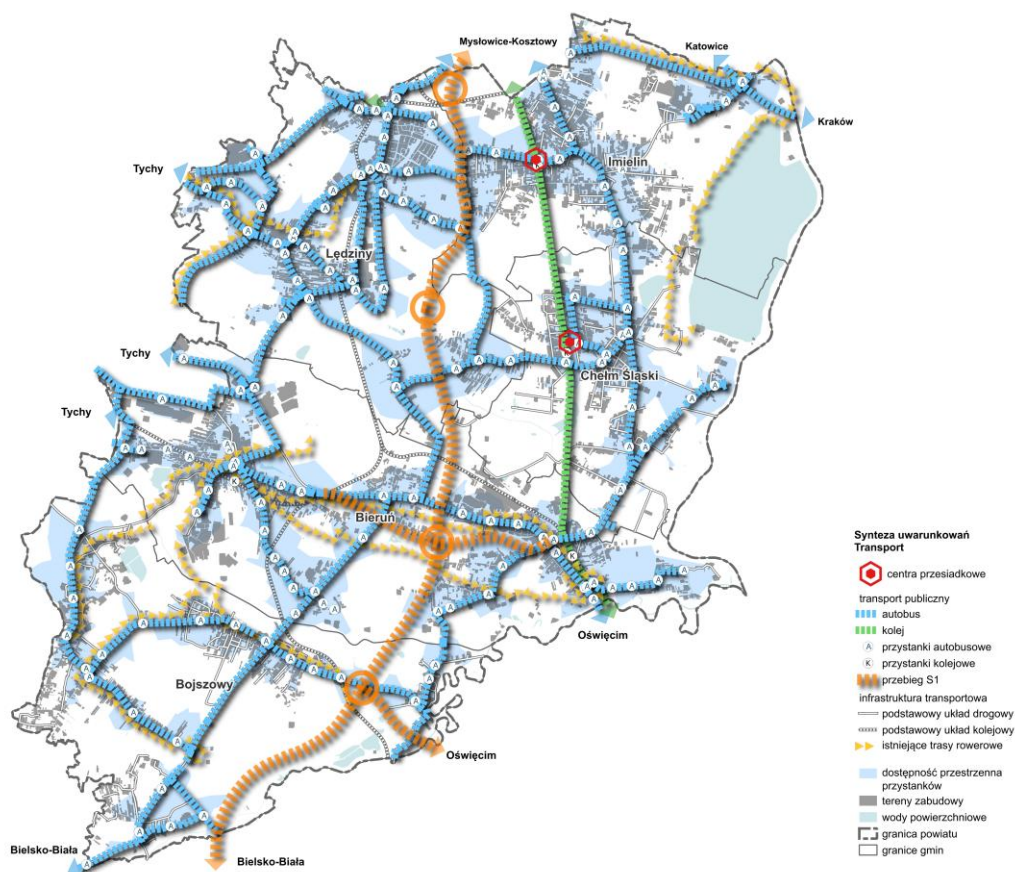 Mysłowice-Kosztowy
Katowice
Kraków
Tychy
Imielin
Lędziny
Tychy
Chełm Śląski
Tychy
Bieruń
Oświęcim
Bojszowy
Oświęcim
Bielsko-Biała
Bielsko-Biała
Synteza uwarunkowań
Transport
centra przesiadkowe
transport publiczny
autobus
kolej
A przystanki autobusowe
K przystanki kolejowe
przebieg S1
infrastruktura transportowa
podstawowy układ drogowy
podstawowy układ kolejowy
istniejące trasy rowerowe
dostępność przestrzenna
przystanków
tereny zabudowy
wody powierzchniowe
granica powiatu
granice gmin